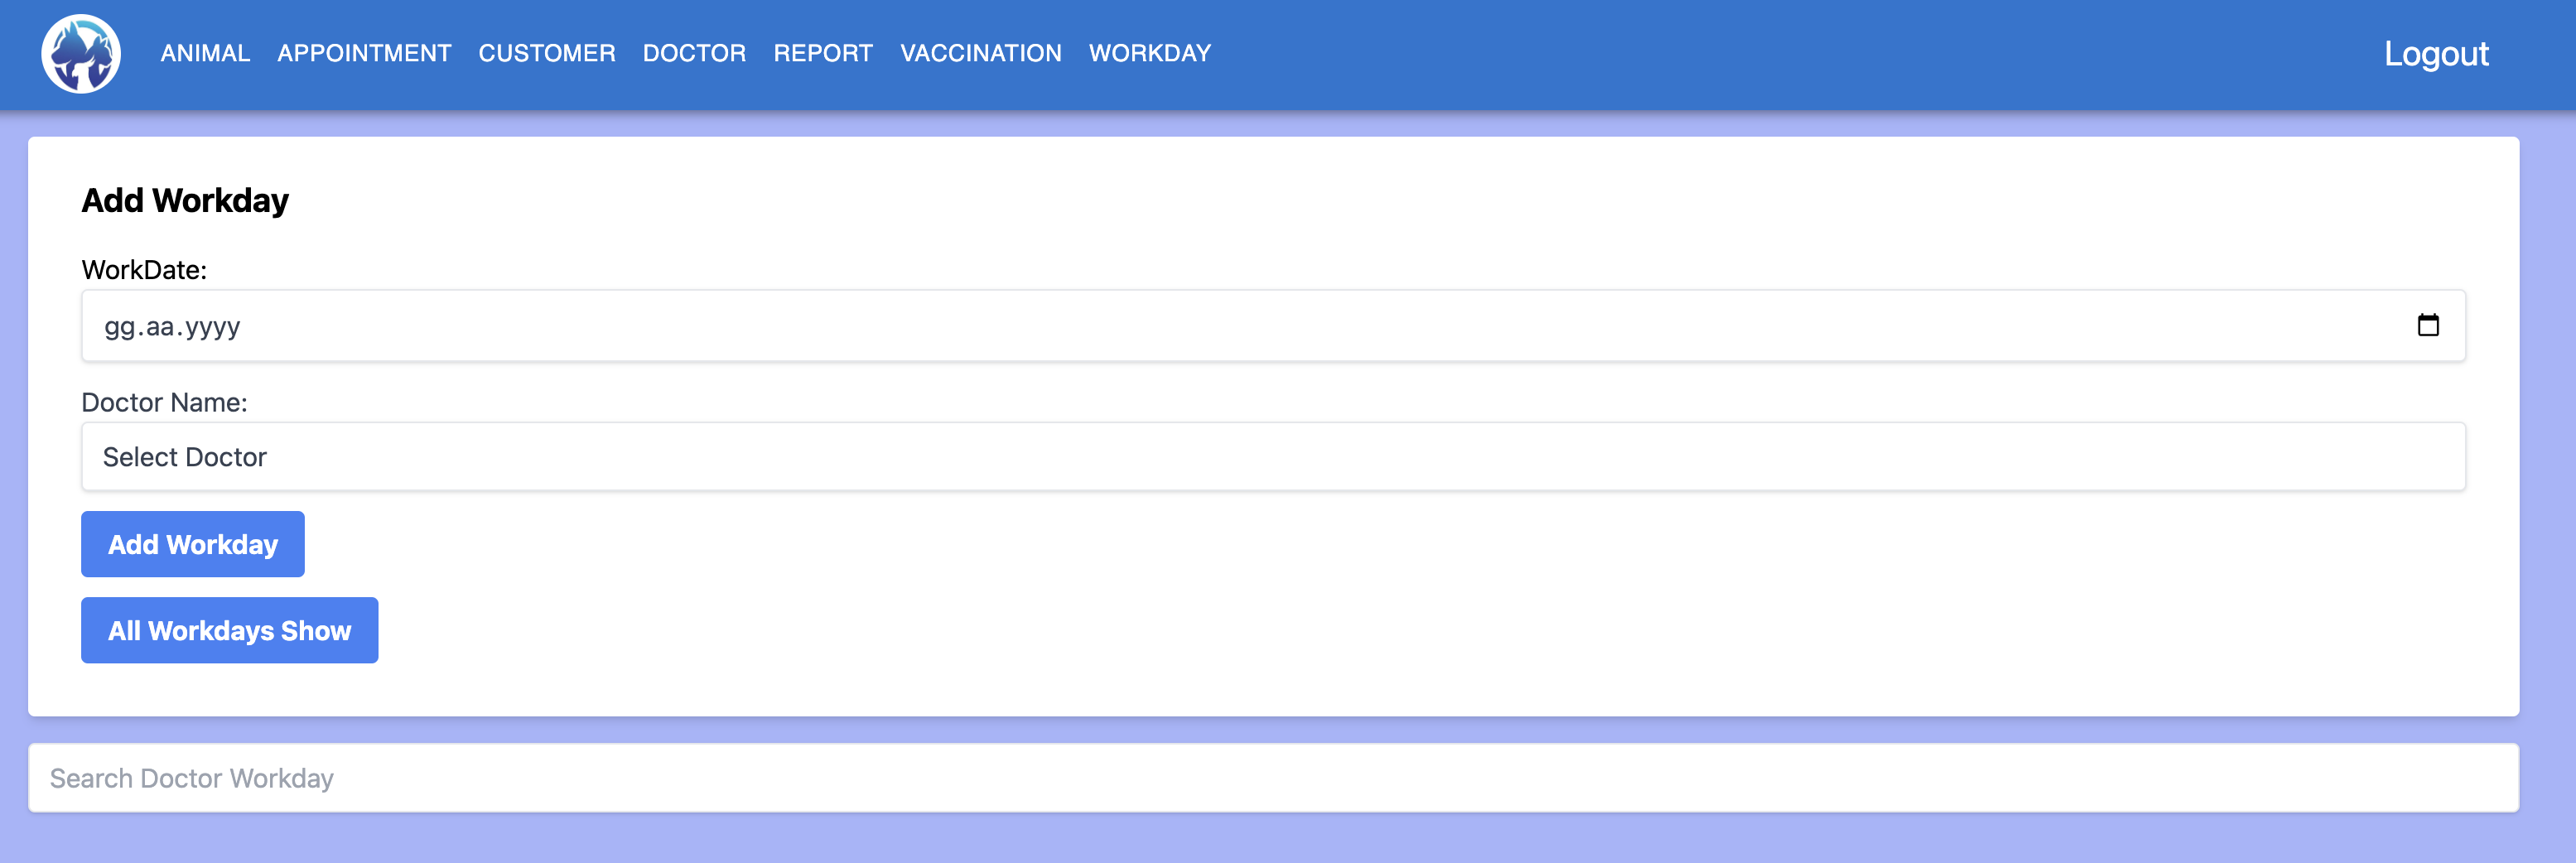 ANIMAL APPOINTMENT CUSTOMER DOCTOR REPORT VACCINATION WORKDAY Logout
Add Workday
WorkDate:
gg.aa.yyyy
Doctor Name:
Select Doctor
Add Workday
All Workdays Show
Search Doctor Workday